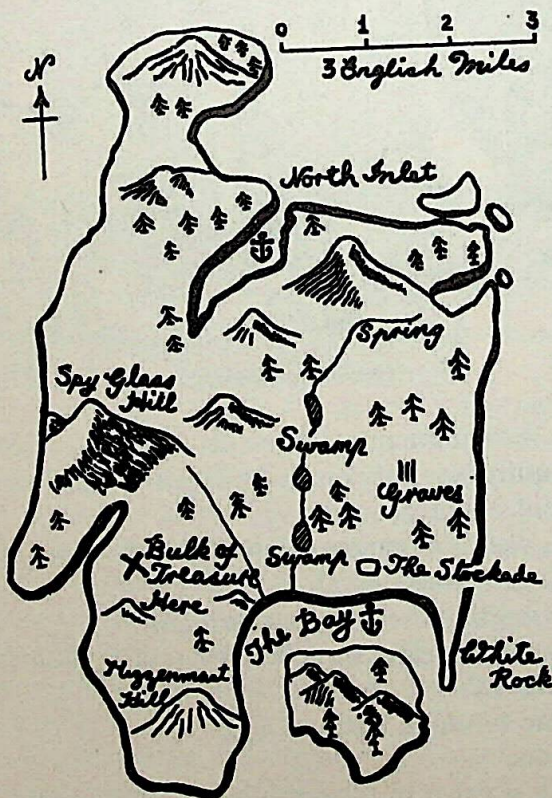 0 1 2 3
3 English Miles
N
North Inlet
Spring
Spy Glass
Hill
Swamp
Graves
Bulk of
Treasure
Here
Swamp
The Stockade
The Bay
White
Rock
Mizzenmast
Hill